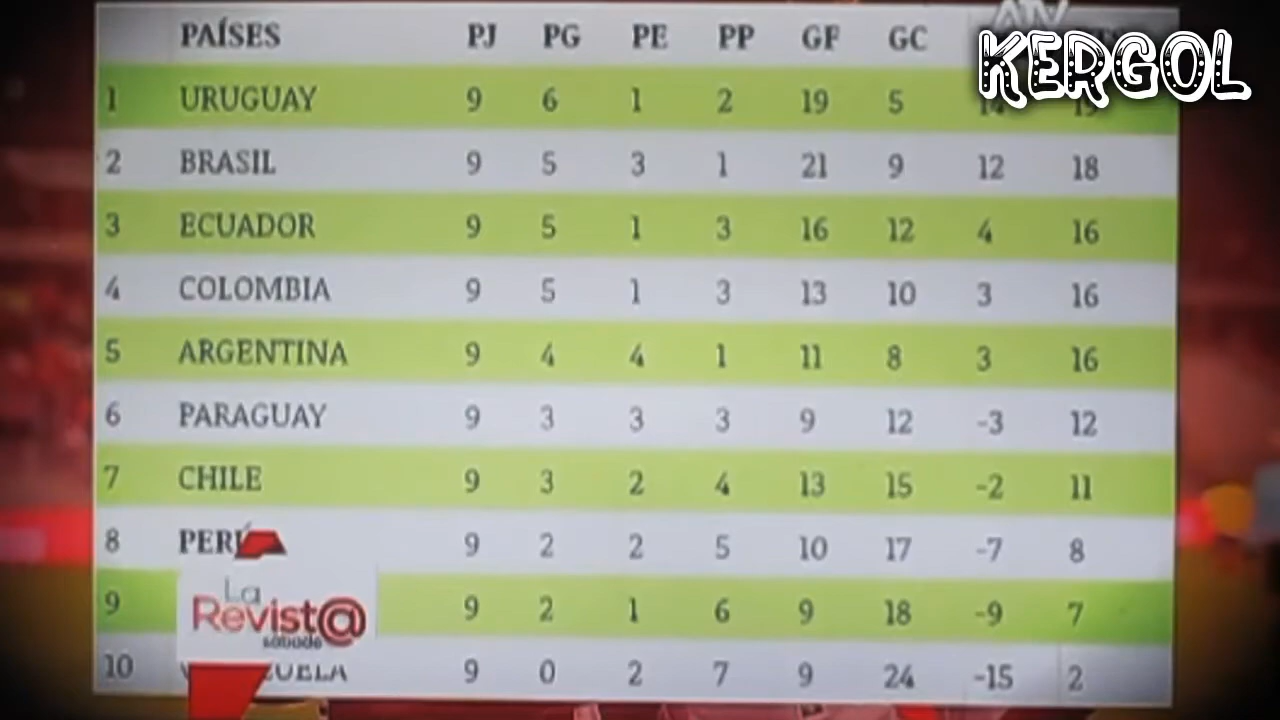 ATV
KERGOL
PAÍSES PJ PG PE PP GF GC
1 URUGUAY 9 6 1 2 19 5 14 19
2 BRASIL 9 5 3 1 21 9 12 18
3 ECUADOR 9 5 1 3 16 12 4 16
4 COLOMBIA 9 5 1 3 13 10 3 16
5 ARGENTINA 9 4 4 1 11 8 3 16
6 PARAGUAY 9 3 3 3 9 12 -3 12
7 CHILE 9 3 2 4 13 15 -2 11
8 PERÚ 9 2 2 5 10 17 -7 8
9 9 2 1 6 9 18 -9 7
La
Revist@
sábado
10 9 0 2 7 9 24 -15 2